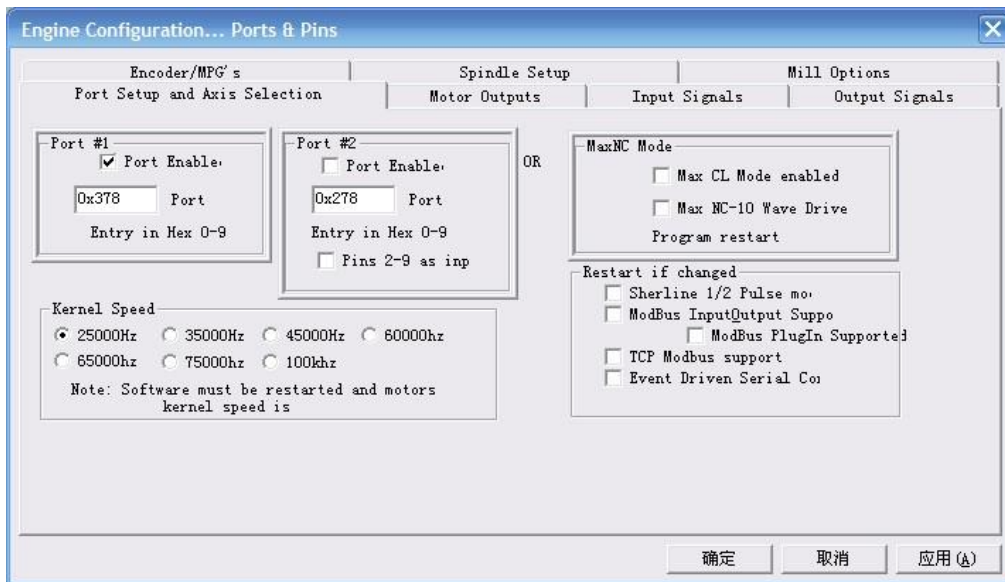 Engine Configuration... Ports & Pins
Encoder/MPG's
Spindle Setup
Mill Options
Port Setup and Axis Selection
Motor Outputs
Input Signals
Output Signals
Port #1
Port Enable
0x378
Port
Entry in Hex 0-9
Port #2
Port Enable
0x278
Port
Entry in Hex 0-9
Pins 2-9 as inp
OR
MaxNC Mode
Max CL Mode enabled
Max NC-10 Wave Drive
Program restart
Restart if changed
Sherline 1/2 Pulse mo
ModBus InputOutput Suppo
ModBus PlugIn Supported
TCP Modbus support
Event Driven Serial Co
Kernel Speed
25000Hz
35000Hz
45000Hz
60000hz
65000hz
75000hz
100khz
Note: Software must be restarted and motors
kernel speed is
确定
取消
应用(A)